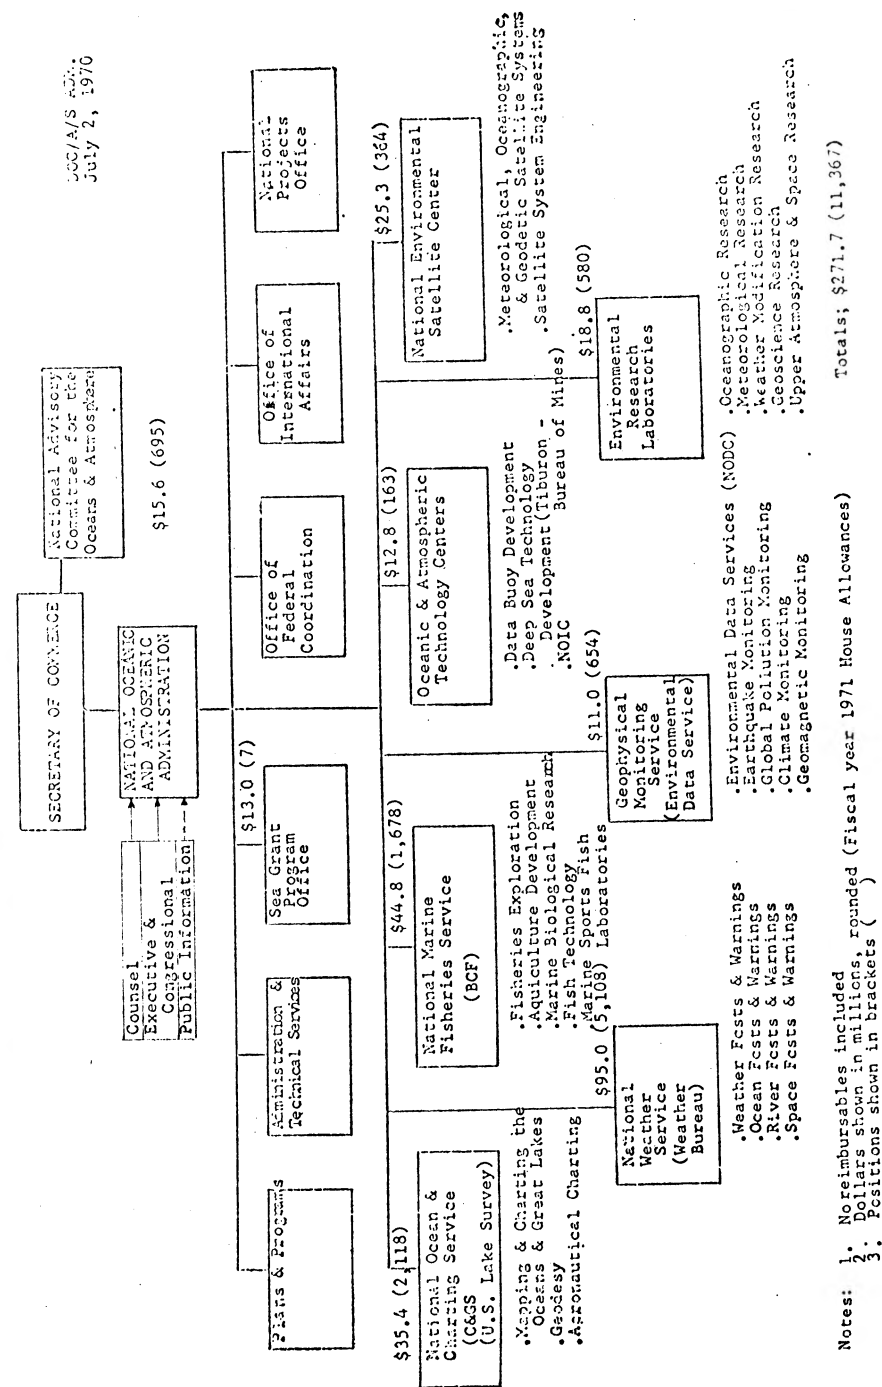 DOC/A/S ADM.
July 2, 1970
SECRETARY OF COMMERCE
National Advisory
Committee for the
Oceans & Atmosphere
NATIONAL OCEANIC
AND ATMOSPHERIC
ADMINISTRATION
$15.6 (695)
Counsel
Executive &
Congressional
Public Information
Plans & Programs
Administration &
Technical Services
$13.0 (7)
Sea Grant
Program
Office
Office of
Federal
Coordination
Office of
International
Affairs
National
Projects
Office
$35.4 (2,118)
National Ocean &
Charting Service
(C&GS
(U.S. Lake Survey)
.Mapping & Charting the
Oceans & Great Lakes
.Geodesy
.Aeronautical Charting
$44.8 (1,678)
National Marine
Fisheries Service
(BCF)
.Fisheries Exploration
.Aquiculture Development
.Marine Biological Research
.Fish Technology
.Marine Sports Fish
Laboratories
$12.8 (163)
Oceanic & Atmospheric
Technology Centers
.Data Buoy Development
.Deep Sea Technology
Development(Tiburon -
Bureau of Mines)
.NOIC
$25.3 (364)
National Environmental
Satellite Center
.Meteorological, Oceanographic,
& Geodetic Satellite Systems
.Satellite System Engineering
$95.0 (5,108)
National
Weather
Service
(Weather
Bureau)
.Weather Fcsts & Warnings
.Ocean Fcsts & Warnings
.River Fcsts & Warnings
.Space Fcsts & Warnings
$11.0 (654)
Geophysical
Monitoring
Service
(Environmental
Data Service)
.Environmental Data Services (NODC)
.Earthquake Monitoring
.Global Pollution Monitoring
.Climate Monitoring
.Geomagnetic Monitoring
$18.8 (580)
Environmental
Research
Laboratories
.Oceanographic Research
.Meteorological Research
.Weather Modification Research
.Geoscience Research
.Upper Atmosphere & Space Research
Notes: 1. No reimbursables included
2. Dollars shown in millions, rounded (Fiscal year 1971 House Allowances)
3. Positions shown in brackets ( )
Totals; $271.7 (11,367)